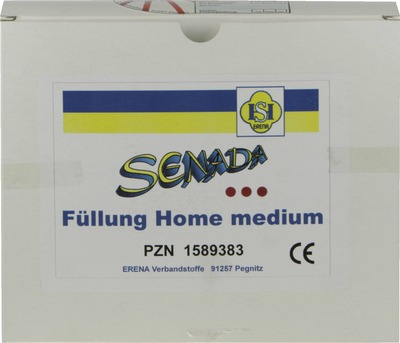 ISI
ERENA
SENADA
Füllung Home medium
PZN 1589383
CE
ERENA Verbandstoffe 91257 Pegnitz